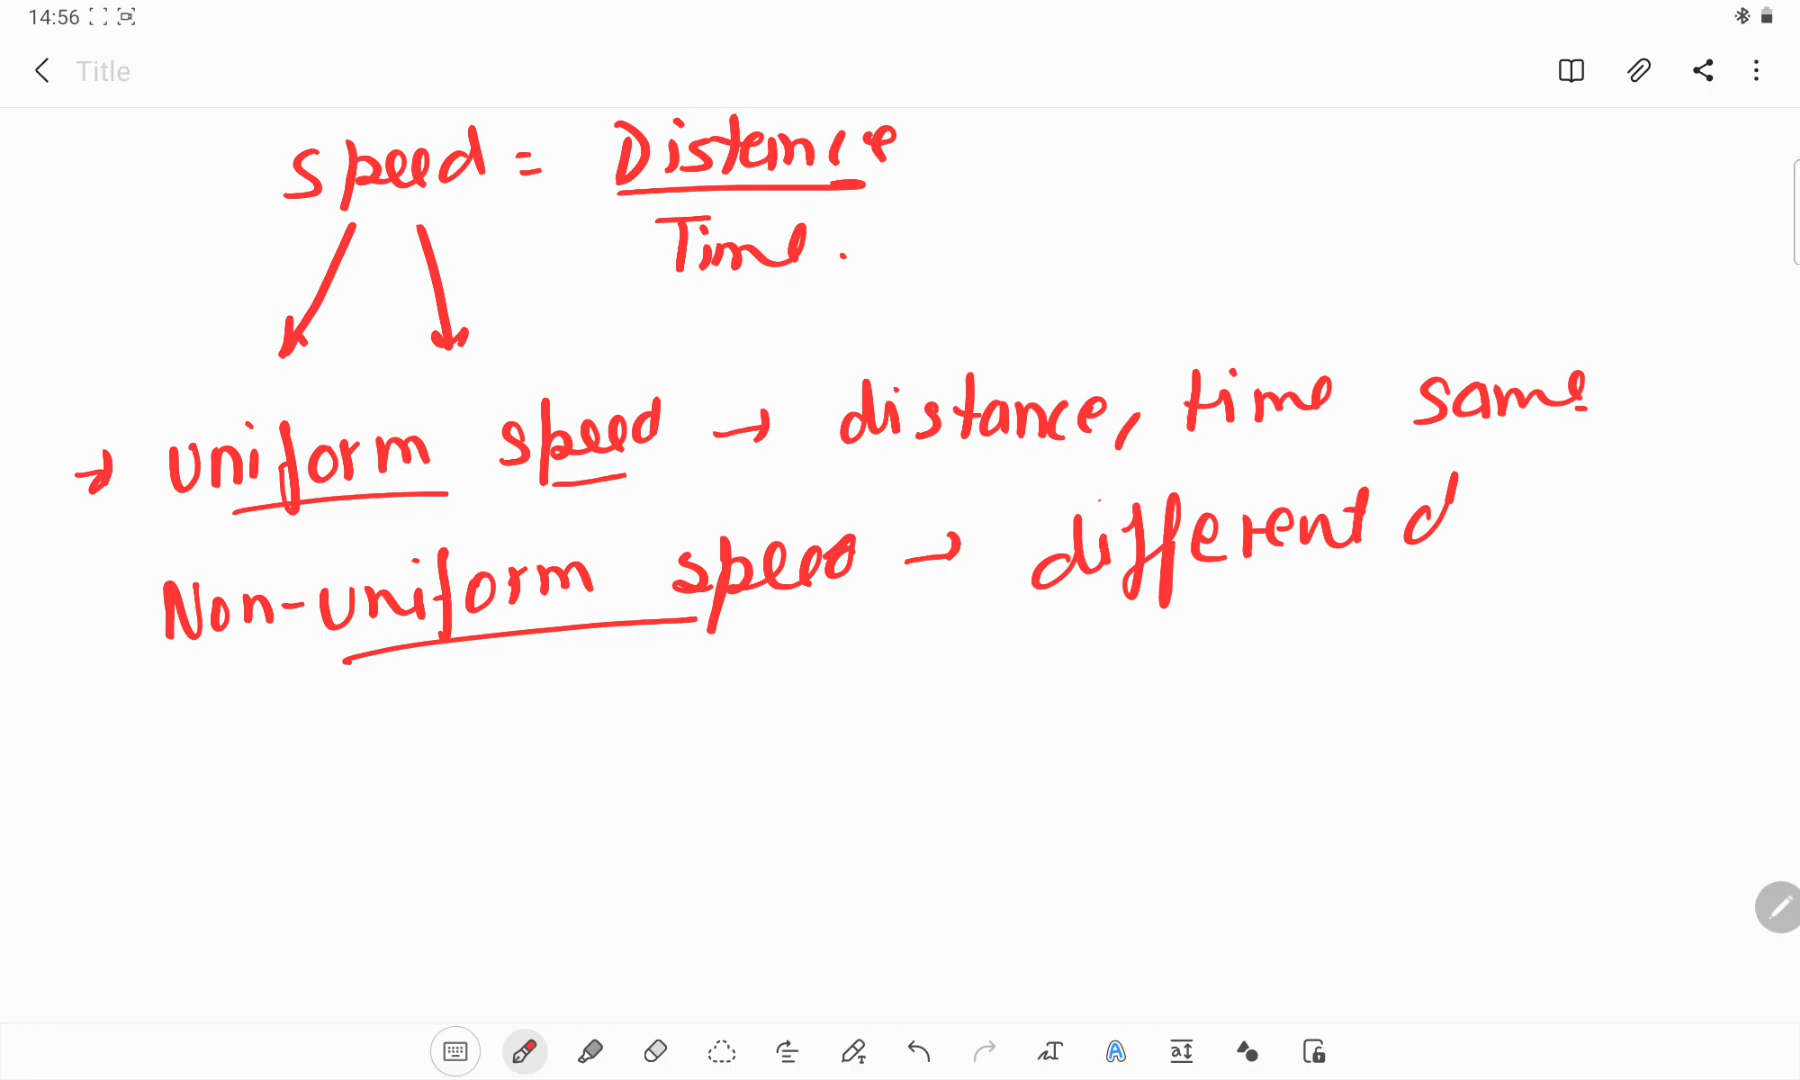 14:56
Title
speed = Distance
Time.
→ uniform speed → distance, time same
Non-uniform speed → different d